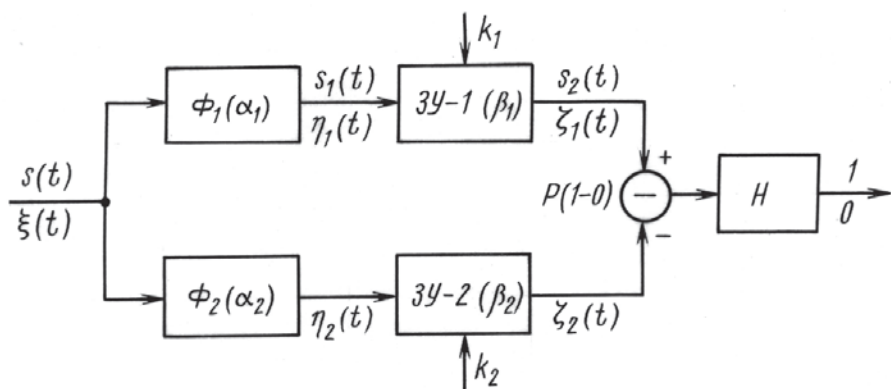 k₁
s₁(t)
s₂(t)
Ф₁(α₁)
ЗУ-1 (β₁)
η₁(t)
ζ₁(t)
s(t)
ξ(t)
+
P(1-0)
−
−
H
1
0
Ф₂(α₂)
ЗУ-2 (β₂)
η₂(t)
ζ₂(t)
k₂